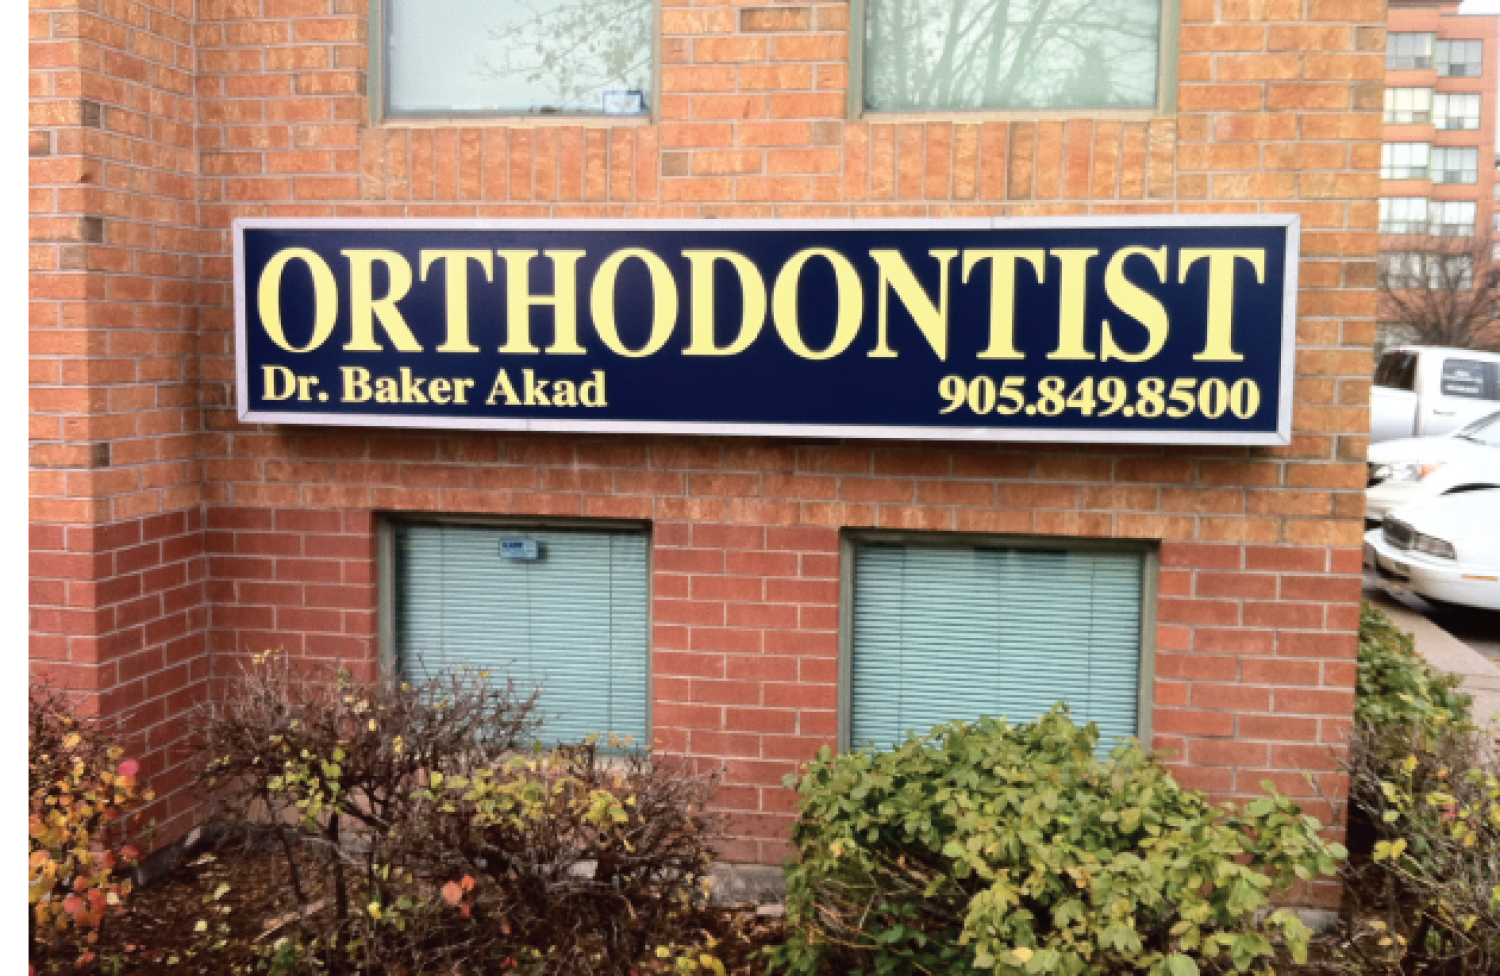 ORTHODONTIST
Dr. Baker Akad 905.849.8500